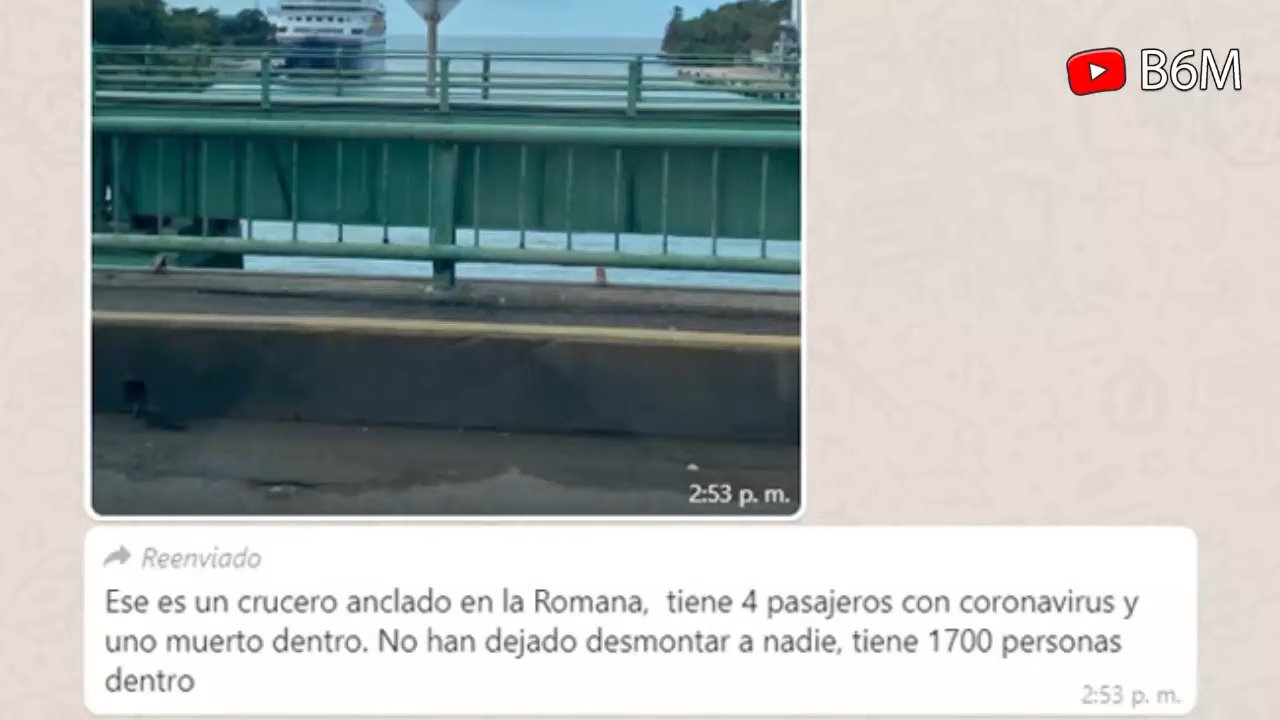 B6M
2:53 p. m.
Reenviado
Ese es un crucero anclado en la Romana,  tiene 4 pasajeros con coronavirus y
uno muerto dentro. No han dejado desmontar a nadie, tiene 1700 personas
dentro
2:53 p. m.